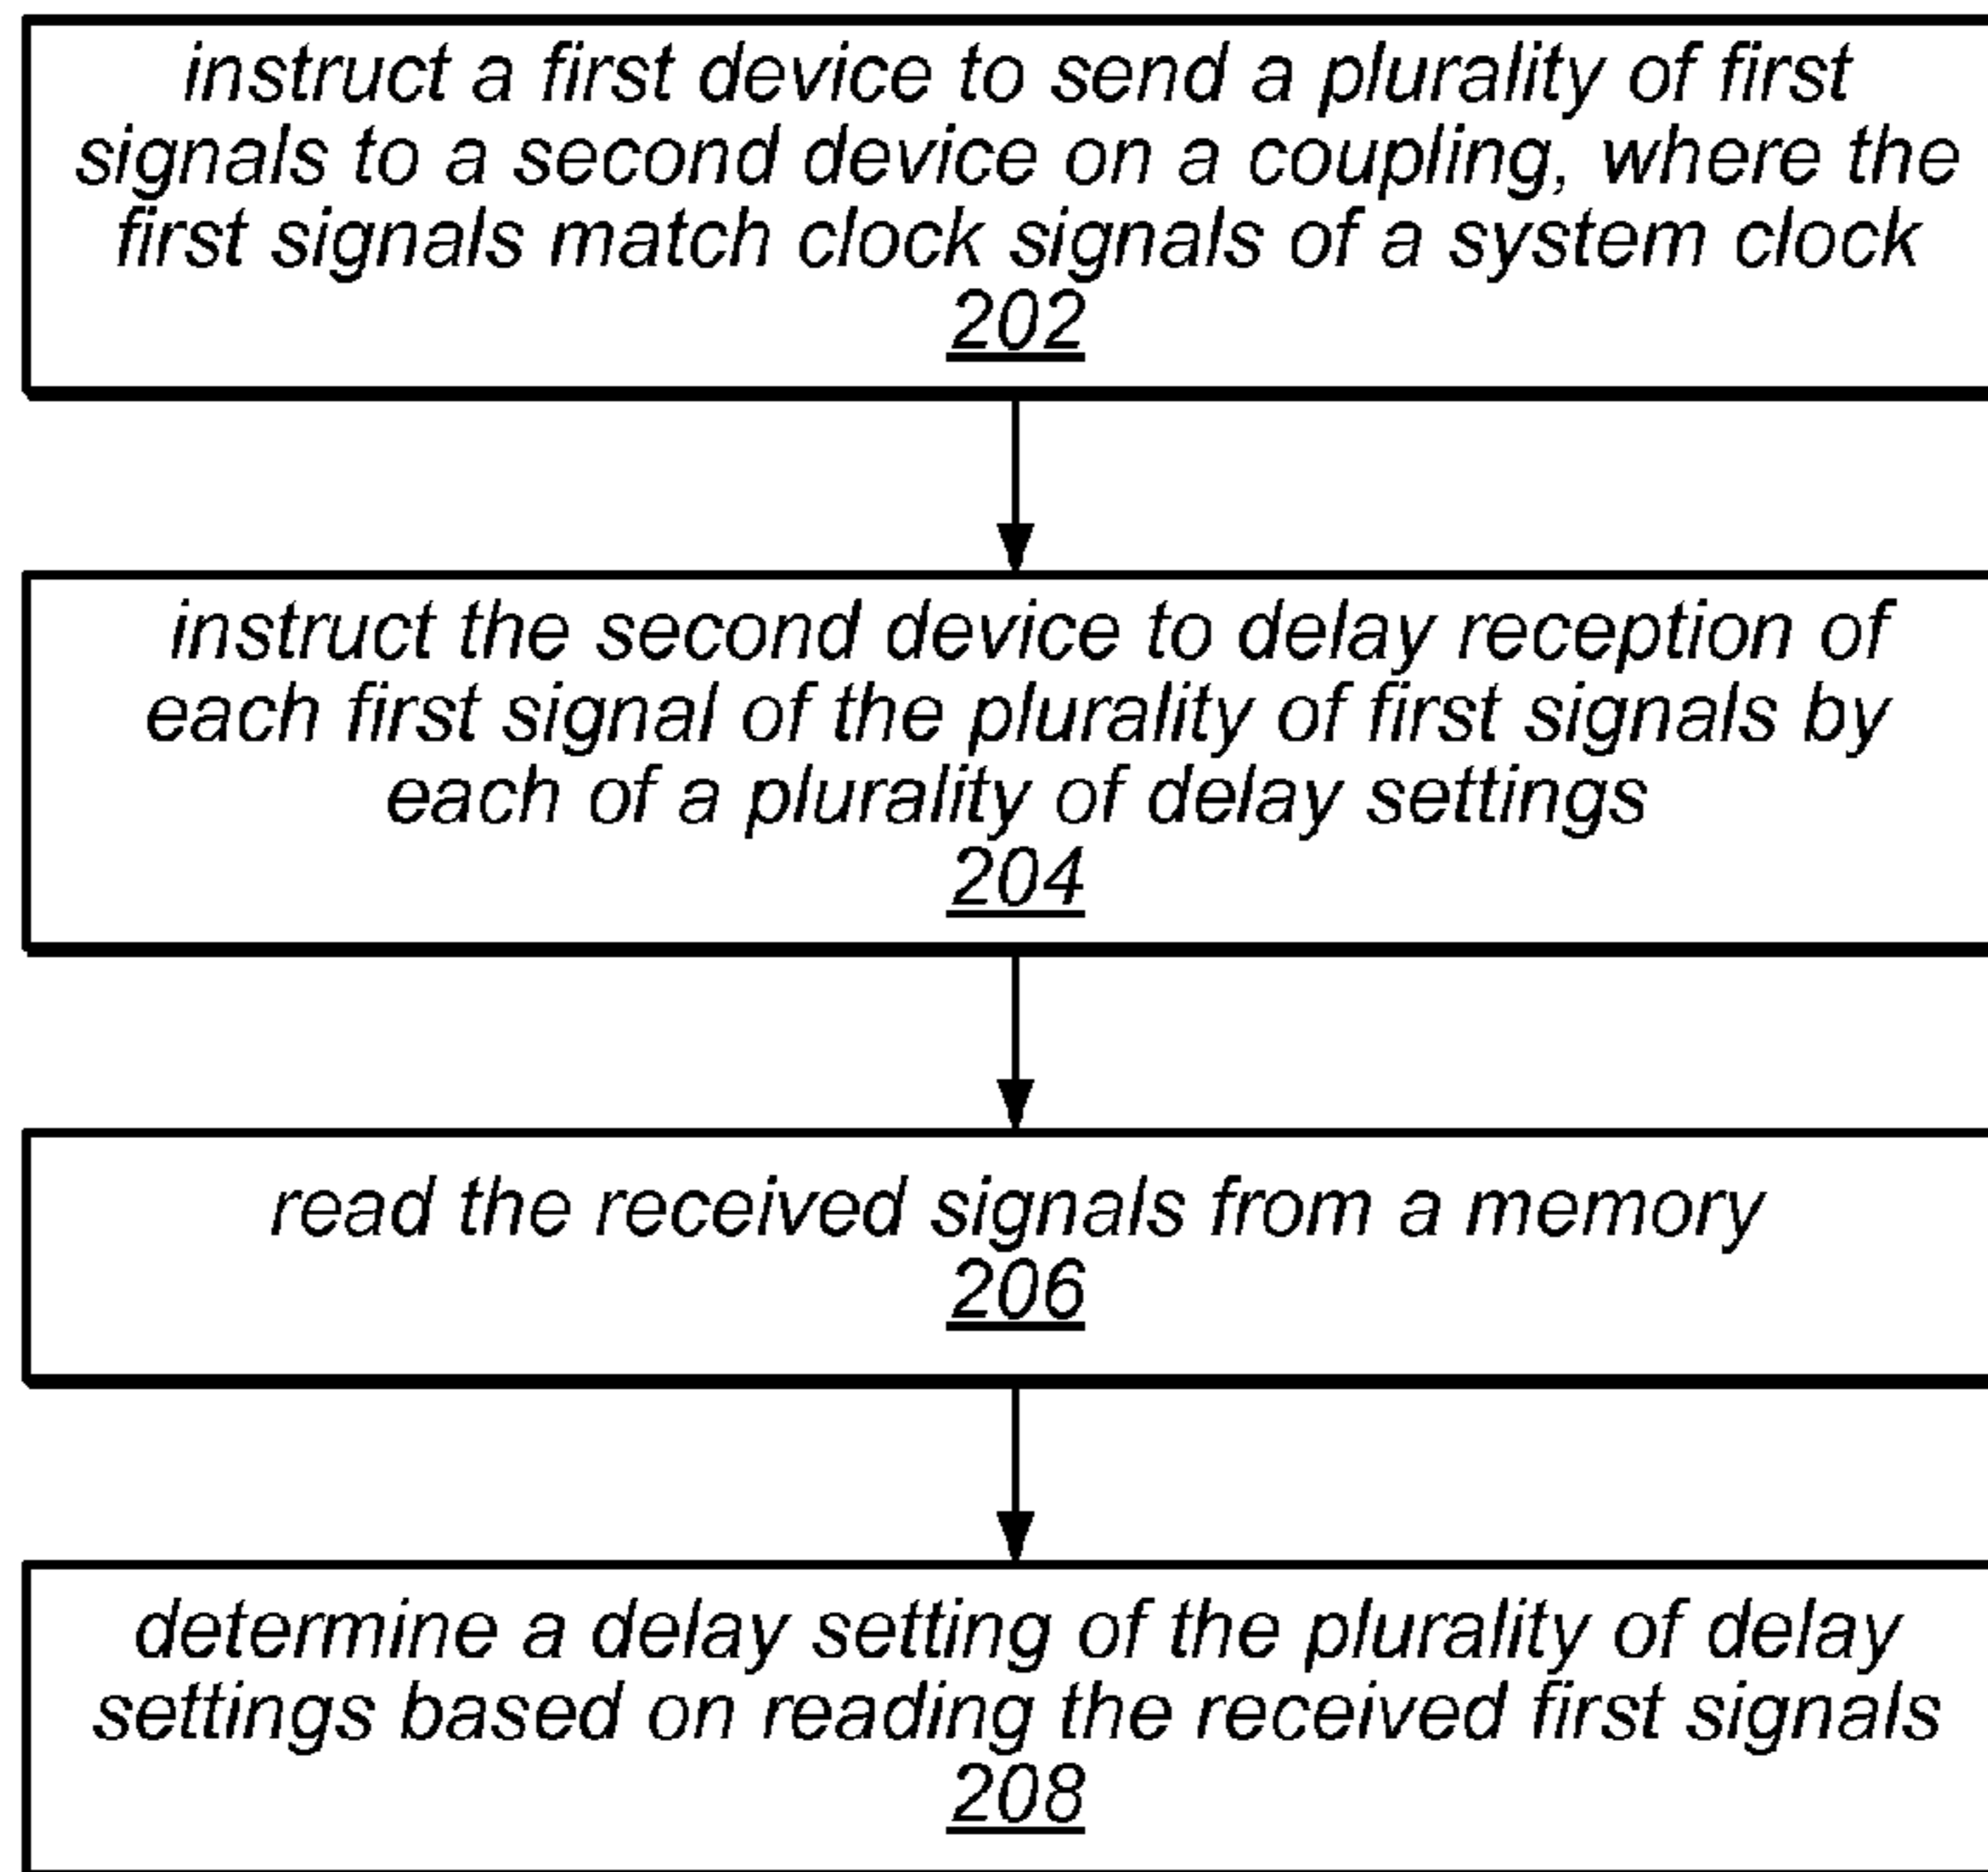 instruct a first device to send a plurality of first
signals to a second device on a coupling, where the
first signals match clock signals of a system clock
202
instruct the second device to delay reception of
each first signal of the plurality of first signals by
each of a plurality of delay settings
204
read the received signals from a memory
206
determine a delay setting of the plurality of delay
settings based on reading the received first signals
208